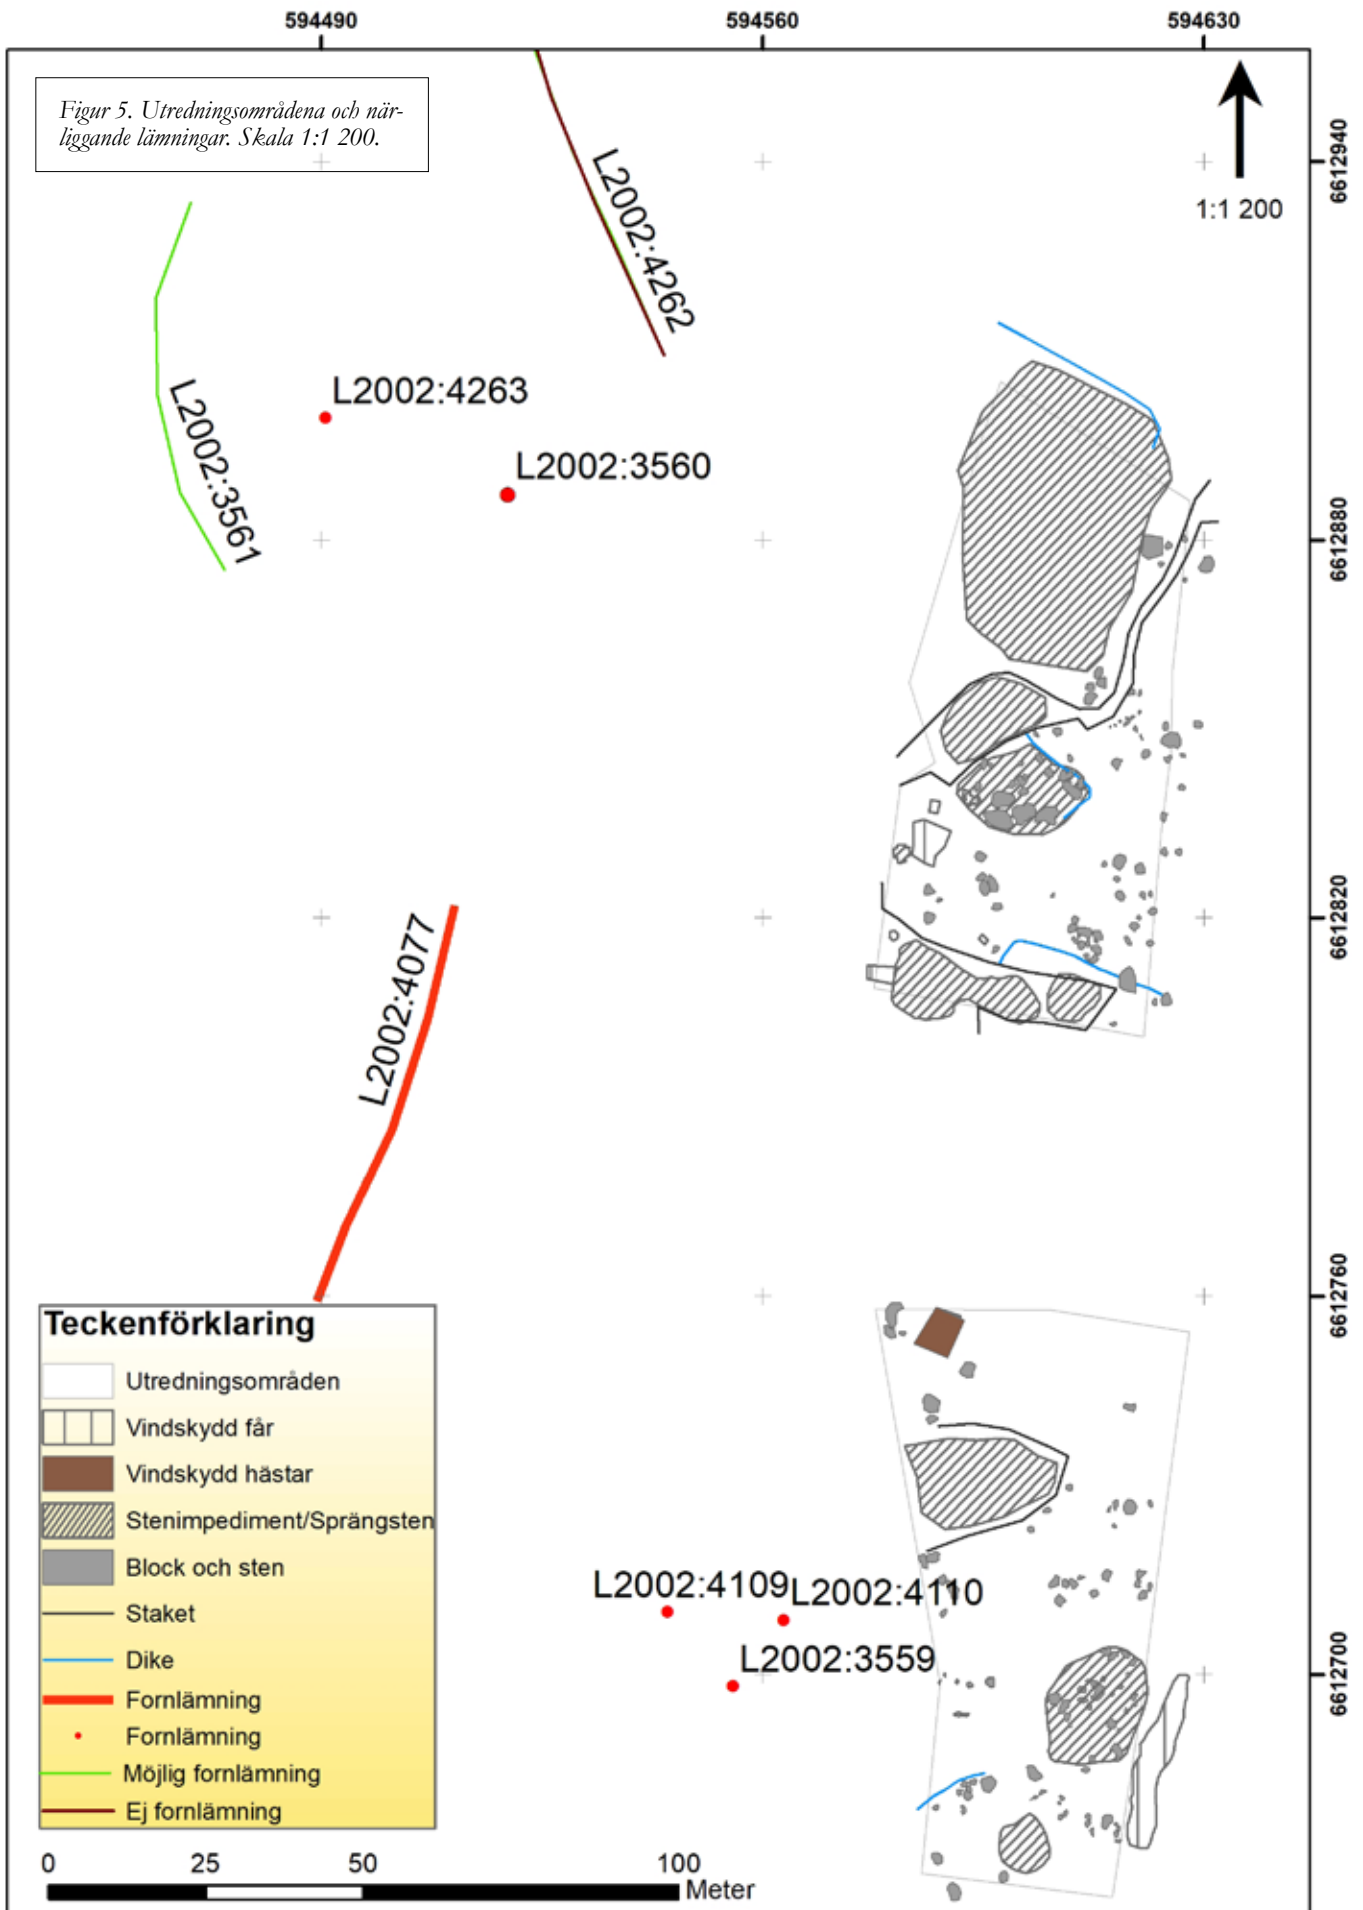 594490
594560
594630
Figur 5. Utredningsområdena och när-
liggande lämningar. Skala 1:1 200.
6612940
1:1 200
L2002:4262
L2002:4263
L2002:3561
L2002:3560
6612880
6612820
L2002:4077
6612760
Teckenförklaring
Utredningsområden
Vindskydd får
Vindskydd hästar
Stenimpediment/Sprängsten
Block och sten
Staket
Dike
Fornlämning
Fornlämning
Möjlig fornlämning
Ej fornlämning
L2002:4109
L2002:4110
L2002:3559
6612700
0 25 50 100
Meter